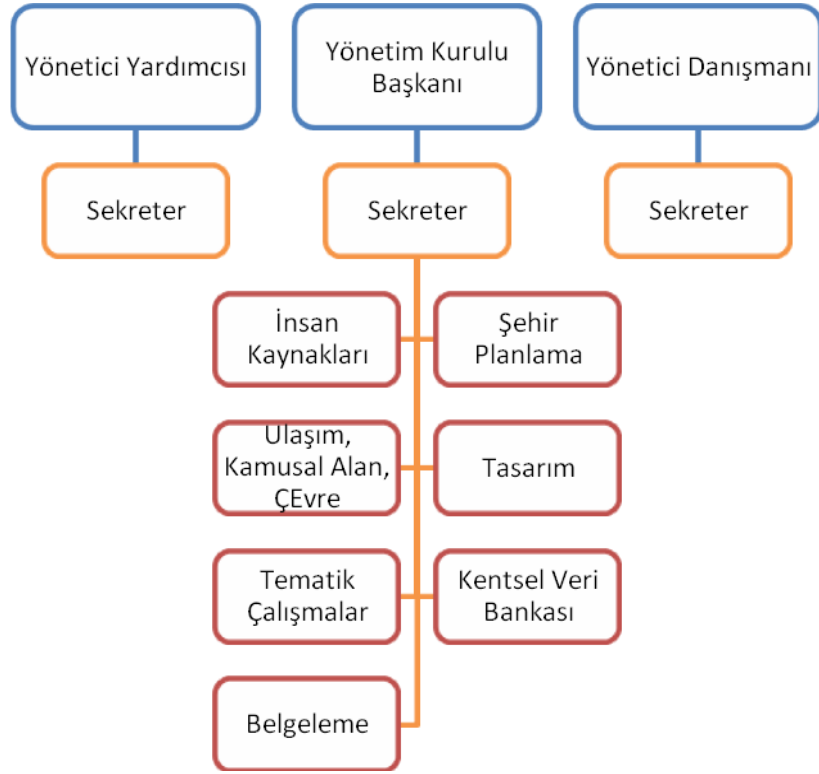 Yönetici Yardımcısı
Yönetim Kurulu
Başkanı
Yönetici Danışmanı
Sekreter
Sekreter
Sekreter
İnsan
Kaynakları
Şehir
Planlama
Ulaşım,
Kamusal Alan,
ÇEvre
Tasarım
Tematik
Çalışmalar
Kentsel Veri
Bankası
Belgeleme